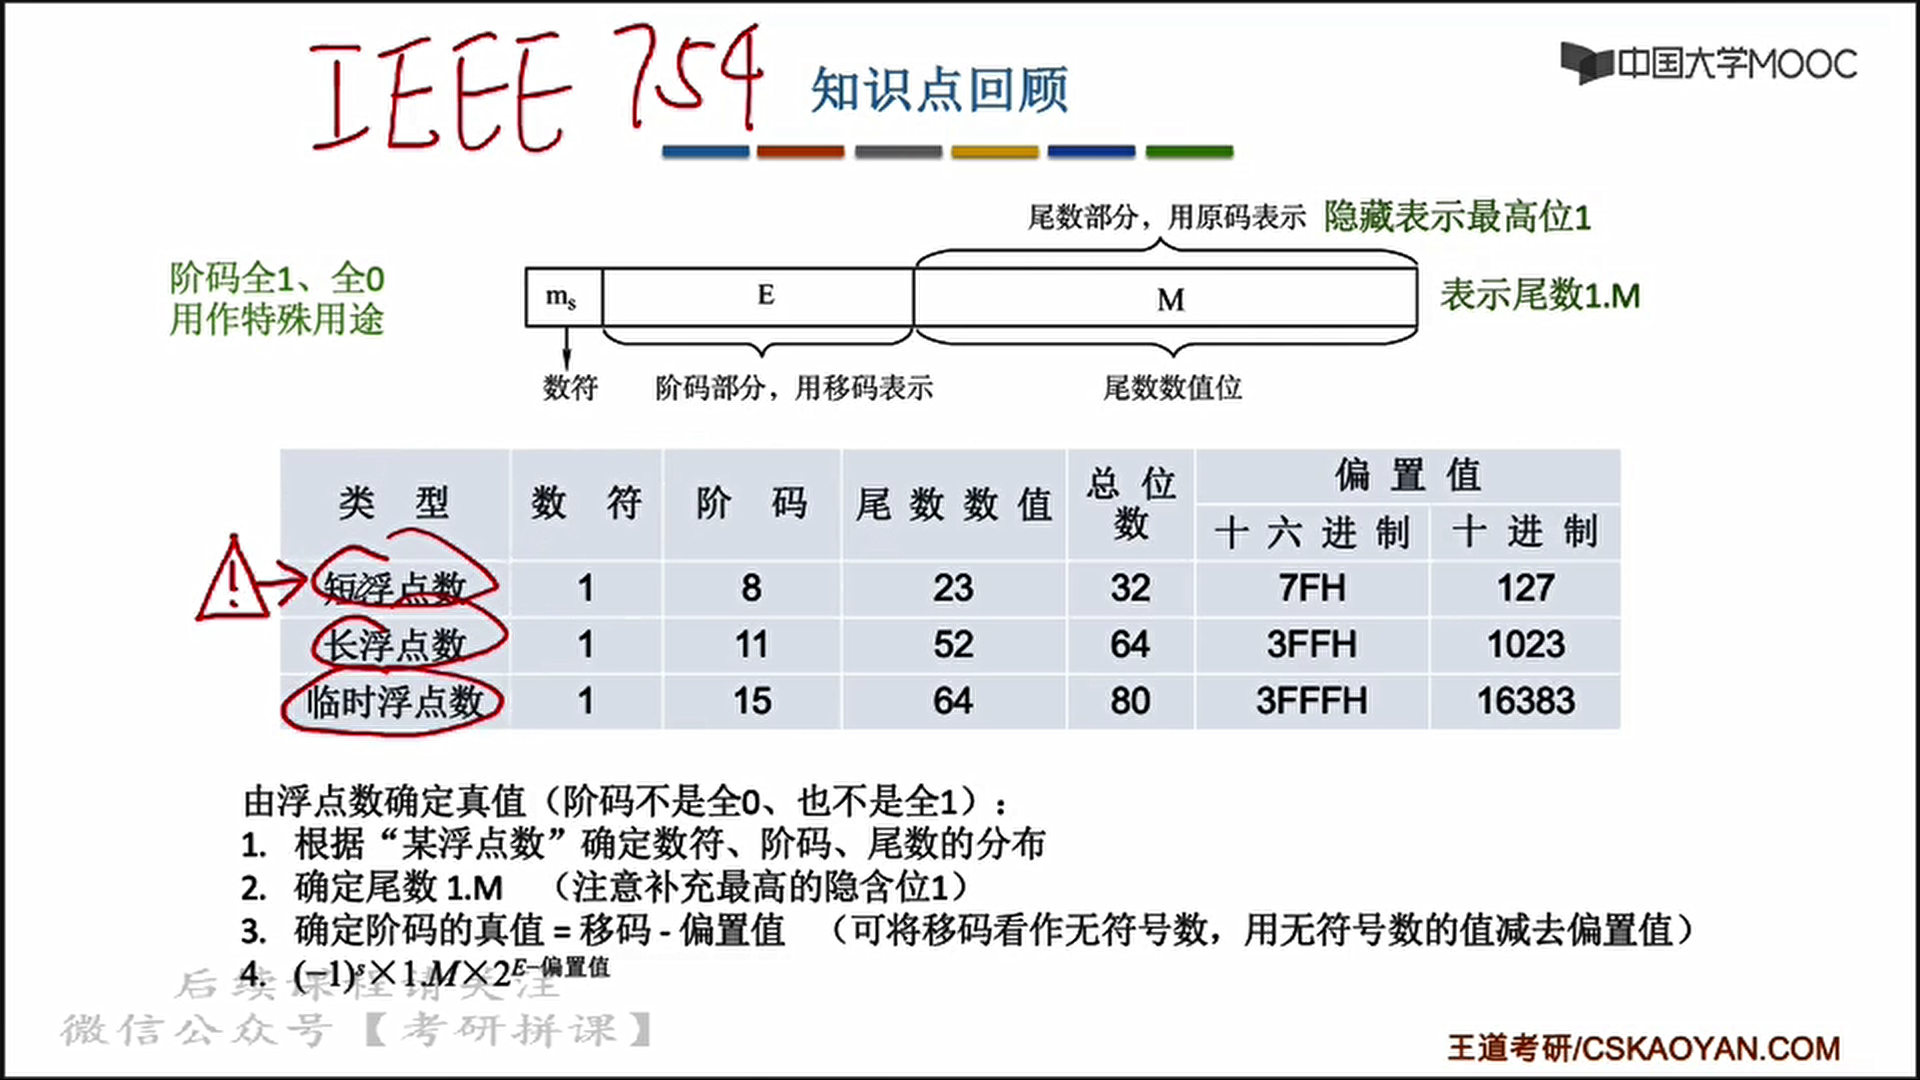 IEEE 754
知识点回顾
中国大学MOOC
尾数部分，用原码表示 隐藏表示最高位1
阶码全1、全0
用作特殊用途
ms E M
表示尾数1.M
数符 阶码部分，用移码表示 尾数数值位
类 型 数 符 阶 码 尾数数值 总位数 偏置值
十六进制 十进制
!
短浮点数 1 8 23 32 7FH 127
长浮点数 1 11 52 64 3FFH 1023
临时浮点数 1 15 64 80 3FFFH 16383
由浮点数确定真值（阶码不是全0、也不是全1）：
1. 根据“某浮点数”确定数符、阶码、尾数的分布
2. 确定尾数 1.M （注意补充最高的隐含位1）
3. 确定阶码的真值 = 移码 - 偏置值 （可将移码看作无符号数，用无符号数的值减去偏置值）
4. (−1)^s×1.M×2^{E−偏置值}
后续课程请关注
微信公众号【考研拼课】
王道考研/CSKAOYAN.COM